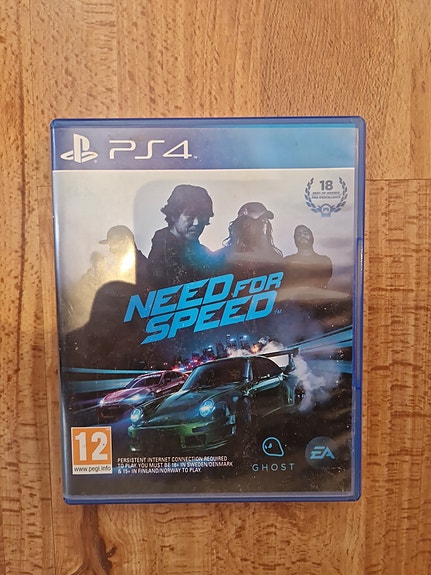 PS4
18
NEED FOR
SPEED™
12
www.pegi.info
PERSISTENT INTERNET CONNECTION REQUIRED
TO PLAY. YOU MUST BE 18+ IN SWEDEN/DENMARK
& 15+ IN FINLAND/NORWAY TO PLAY.
GHOST
EA